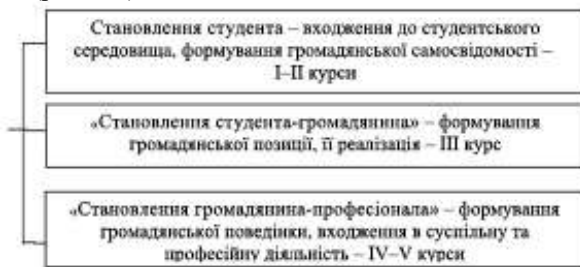 Становлення студента – входження до студентського
середовища, формування громадянської самосвідомості –
І–ІІ курси
„Становлення студента-громадянина» – формування
громадянської позиції, її реалізація – ІІІ курс
„Становлення громадянина-професіонала» – формування
громадянської поведінки, входження в суспільну та
професійну діяльність – IV–V курси